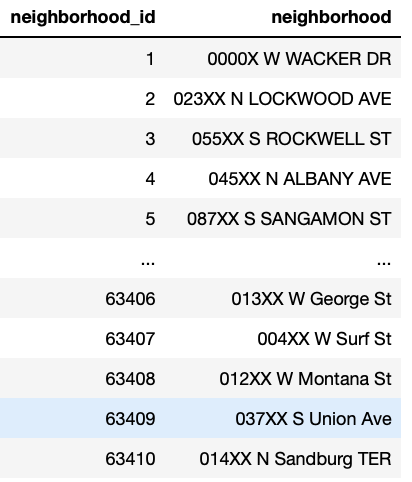 neighborhood_id neighborhood
1 0000X W WACKER DR
2 023XX N LOCKWOOD AVE
3 055XX S ROCKWELL ST
4 045XX N ALBANY AVE
5 087XX S SANGAMON ST
... ...
63406 013XX W George St
63407 004XX W Surf St
63408 012XX W Montana St
63409 037XX S Union Ave
63410 014XX N Sandburg TER